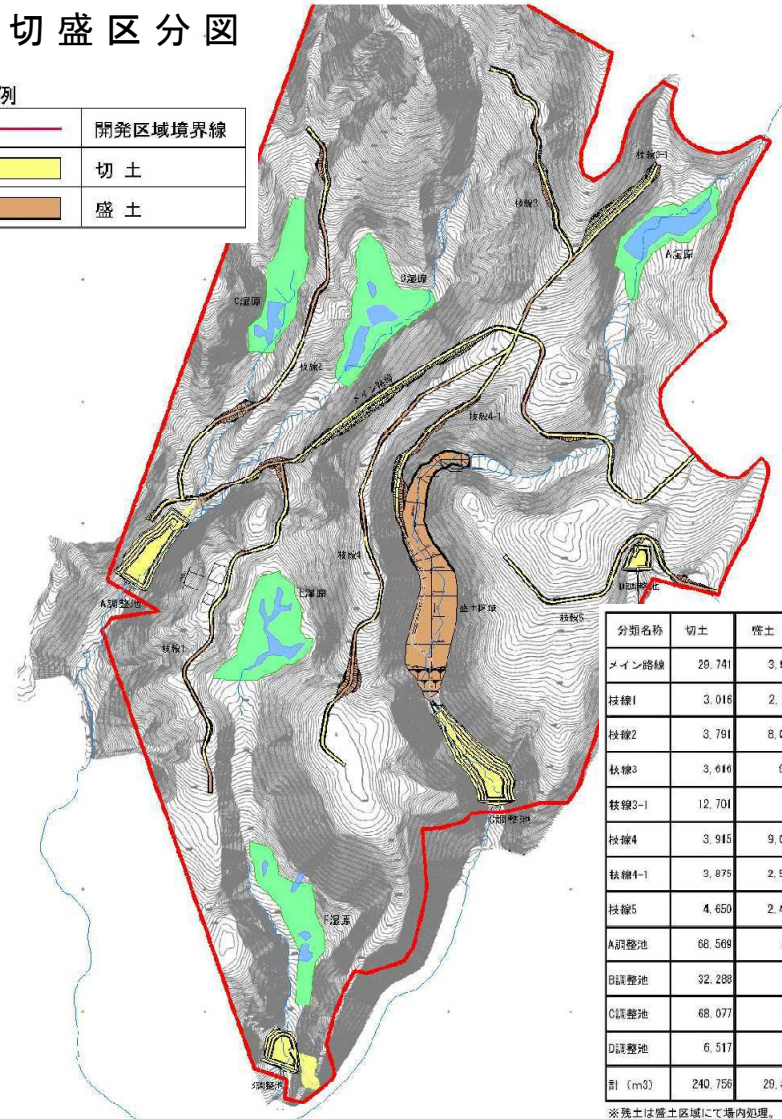 切盛区分図
例
開発区域境界線
切土
盛土
枝線3-1
枝線3
A湿原
D湿原
C湿原
枝線2
メイン路線
枝線4-1
枝線4
A調整池
枝線1
E湿原
盛土区域
枝線5
D調整池
C調整池
F湿原
B調整池
分類名称 切土 盛土
メイン路線 29,741
枝線1 3,016
枝線2 3,791
枝線3 3,616
枝線3-1 12,701
枝線4 3,915
枝線4-1 3,875
枝線5 4,650
A調整池 68,569
B調整池 32,288
C調整池 68,077
D調整池 6,517
計 (m3) 240,756
※残土は盛土区域にて場内処理。